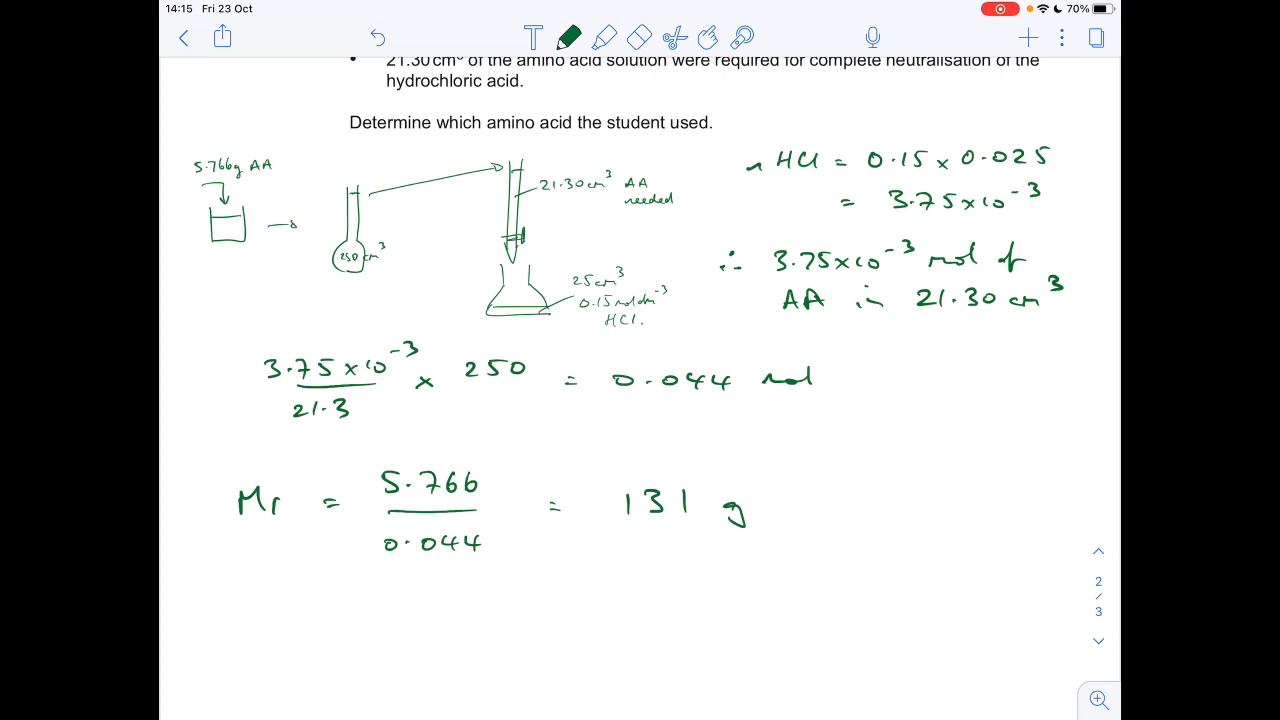 14:15 Fri 23 Oct
70%
T
21.30 cm³ of the amino acid solution were required for complete neutralisation of the
hydrochloric acid.
Determine which amino acid the student used.
5.766g AA
250 cm³
21.30 cm³ AA
needed
25 cm³
0.15 mol dm⁻³
HCl.
n HCl = 0.15 x 0.025
= 3.75 x 10⁻³
∴ 3.75 x 10⁻³ mol of
AA in 21.30 cm³
3.75 x 10⁻³ / 21.3 x 250 = 0.044 mol
Mr = 5.766 / 0.044 = 131 g
2
/
3